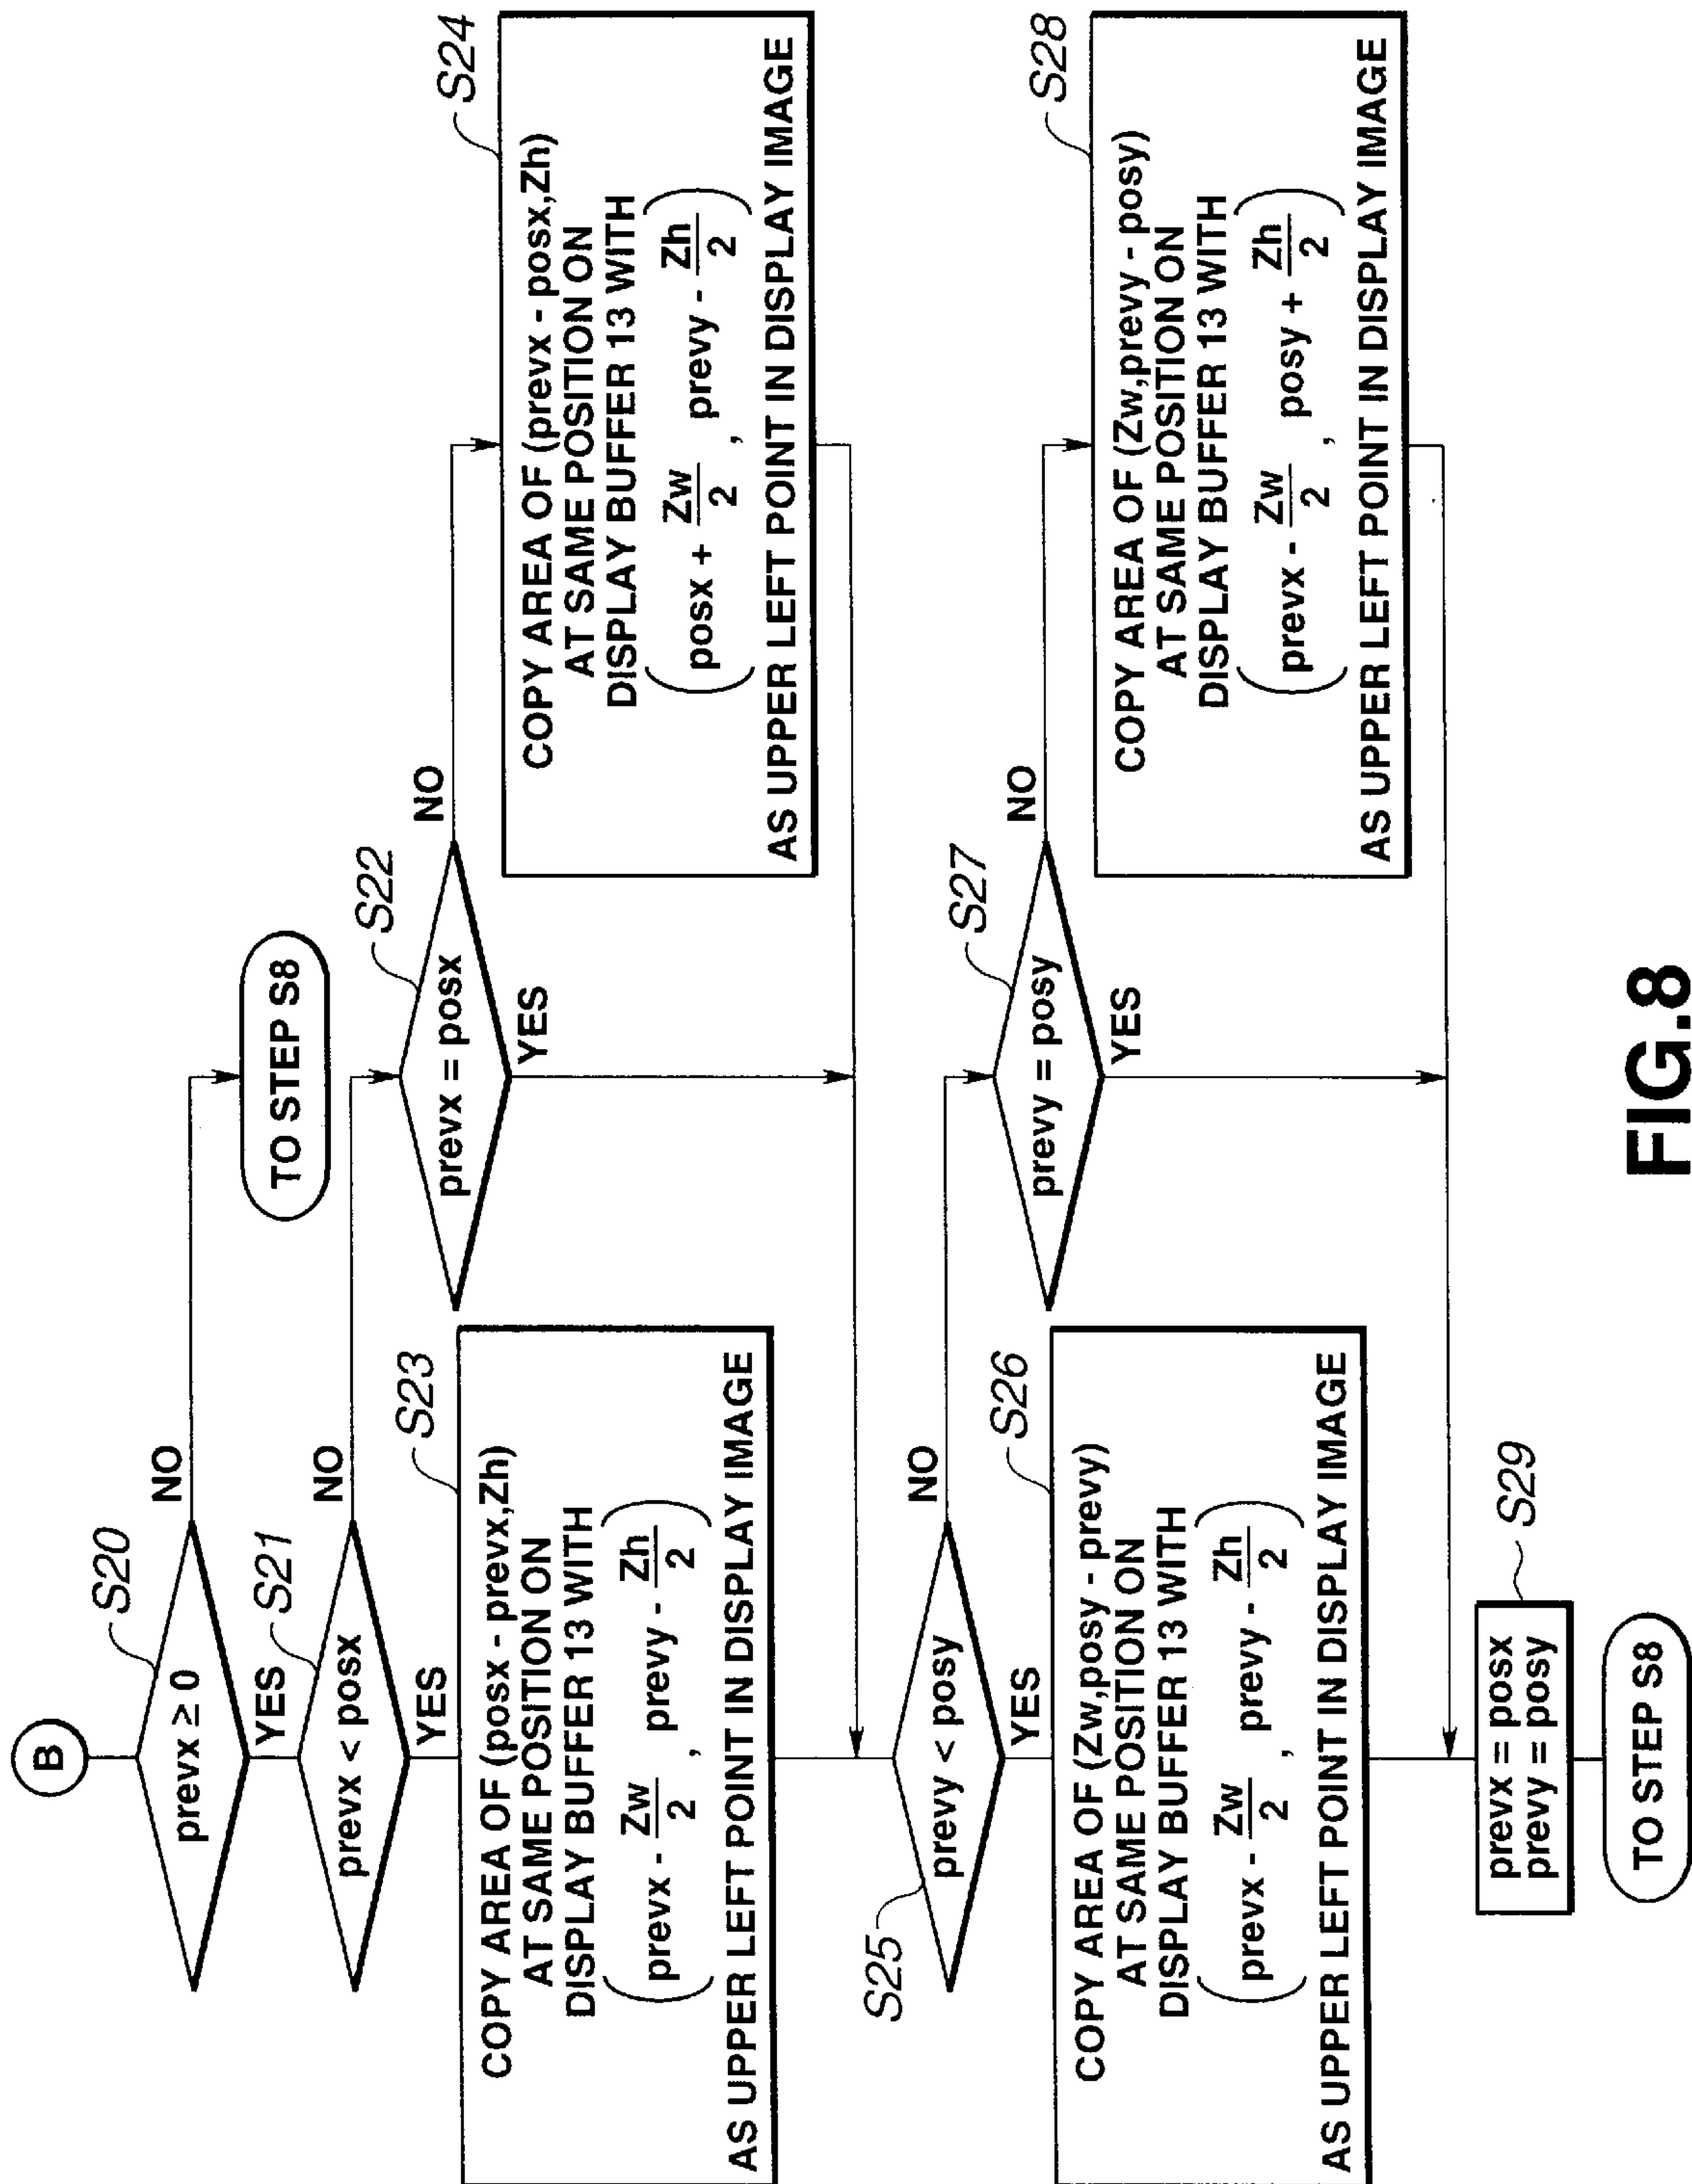 B
S20
prevx ≥ 0
NO
YES
TO STEP S8
S21
prevx < posx
NO
YES
S22
prevx = posx
NO
YES
S23
COPY AREA OF (posx - prevx,Zh)
AT SAME POSITION ON
DISPLAY BUFFER 13 WITH
( prevx - Zw/2 , prevy - Zh/2 )
AS UPPER LEFT POINT IN DISPLAY IMAGE
S24
COPY AREA OF (prevx - posx,Zh)
AT SAME POSITION ON
DISPLAY BUFFER 13 WITH
( posx + Zw/2 , prevy - Zh/2 )
AS UPPER LEFT POINT IN DISPLAY IMAGE
S25
prevy < posy
NO
YES
S27
prevy = posy
NO
YES
S26
COPY AREA OF (Zw,posy - prevy)
AT SAME POSITION ON
DISPLAY BUFFER 13 WITH
( prevx - Zw/2 , prevy - Zh/2 )
AS UPPER LEFT POINT IN DISPLAY IMAGE
S28
COPY AREA OF (Zw,prevy - posy)
AT SAME POSITION ON
DISPLAY BUFFER 13 WITH
( prevx - Zw/2 , posy + Zh/2 )
AS UPPER LEFT POINT IN DISPLAY IMAGE
S29
prevx = posx
prevy = posy
TO STEP S8
FIG.8